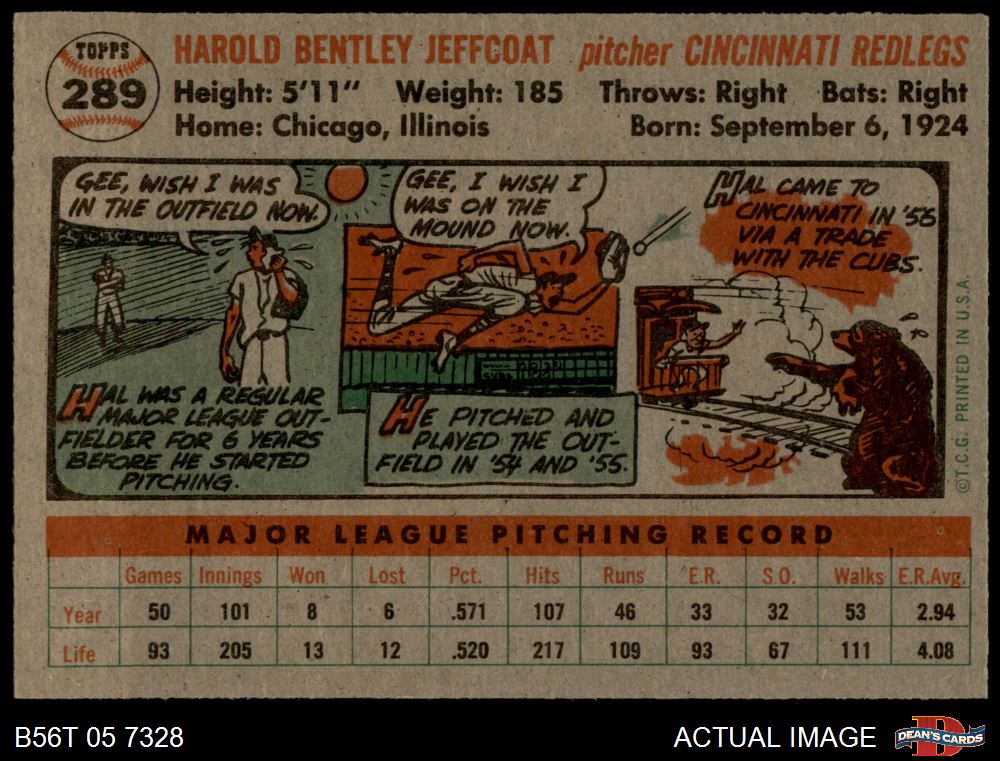 TOPPS
289
HAROLD BENTLEY JEFFCOAT pitcher CINCINNATI REDLEGS
Height: 5'11" Weight: 185 Throws: Right Bats: Right
Home: Chicago, Illinois Born: September 6, 1924
GEE, WISH I WAS
IN THE OUTFIELD NOW.
HAL WAS A REGULAR
MAJOR LEAGUE OUT-
FIELDER FOR 6 YEARS
BEFORE HE STARTED
PITCHING.
GEE, I WISH I
WAS ON THE
MOUND NOW.
HE PITCHED AND
PLAYED THE OUT-
FIELD IN '54 AND '55.
HAL CAME TO
CINCINNATI IN '56
VIA A TRADE
WITH THE CUBS.
©T.C.G. PRINTED IN U.S.A.
MAJOR LEAGUE PITCHING RECORD
Games Innings Won Lost Pct. Hits Runs E.R. S.O. Walks E.R.Avg.
Year 50 101 8 6 .571 107 46 33 32 53 2.94
Life 93 205 13 12 .520 217 109 93 67 111 4.08
B56T 05 7328 ACTUAL IMAGE
DEAN'S CARDS